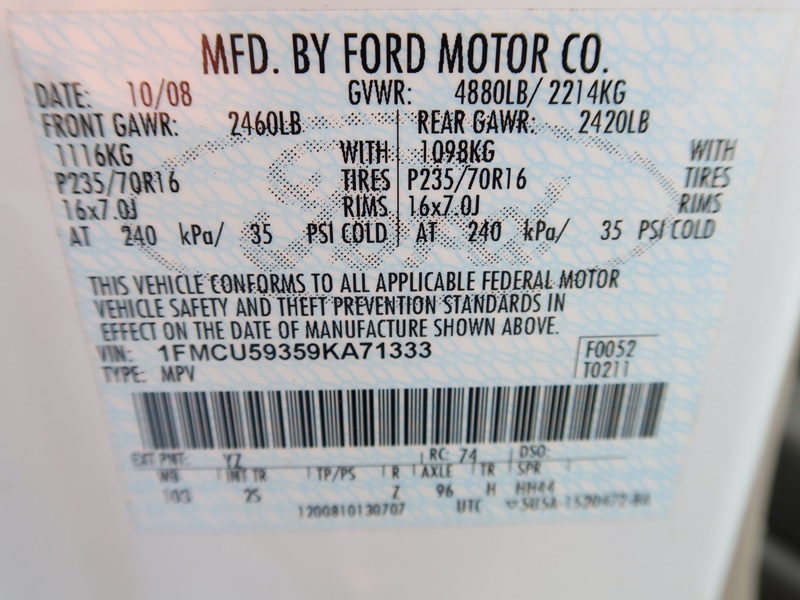 MFD. BY FORD MOTOR CO.
DATE: 10/08 GVWR: 4880LB/ 2214KG
FRONT GAWR: 2460LB REAR GAWR: 2420LB
1116KG WITH 1098KG WITH
P235/70R16 TIRES P235/70R16 TIRES
16x7.0J RIMS 16x7.0J RIMS
AT 240 kPa/ 35 PSI COLD AT 240 kPa/ 35 PSI COLD
THIS VEHICLE CONFORMS TO ALL APPLICABLE FEDERAL MOTOR
VEHICLE SAFETY AND THEFT PREVENTION STANDARDS IN
EFFECT ON THE DATE OF MANUFACTURE SHOWN ABOVE.
VIN: 1FMCU59359KA71333 F0052
TYPE: MPV T0211
EXT PNT: YZ RC: 74 DSO:
WB INT TR TP/PS R AXLE TR SPR
103 25 Z 96 H HH44
1200810130707 UTC